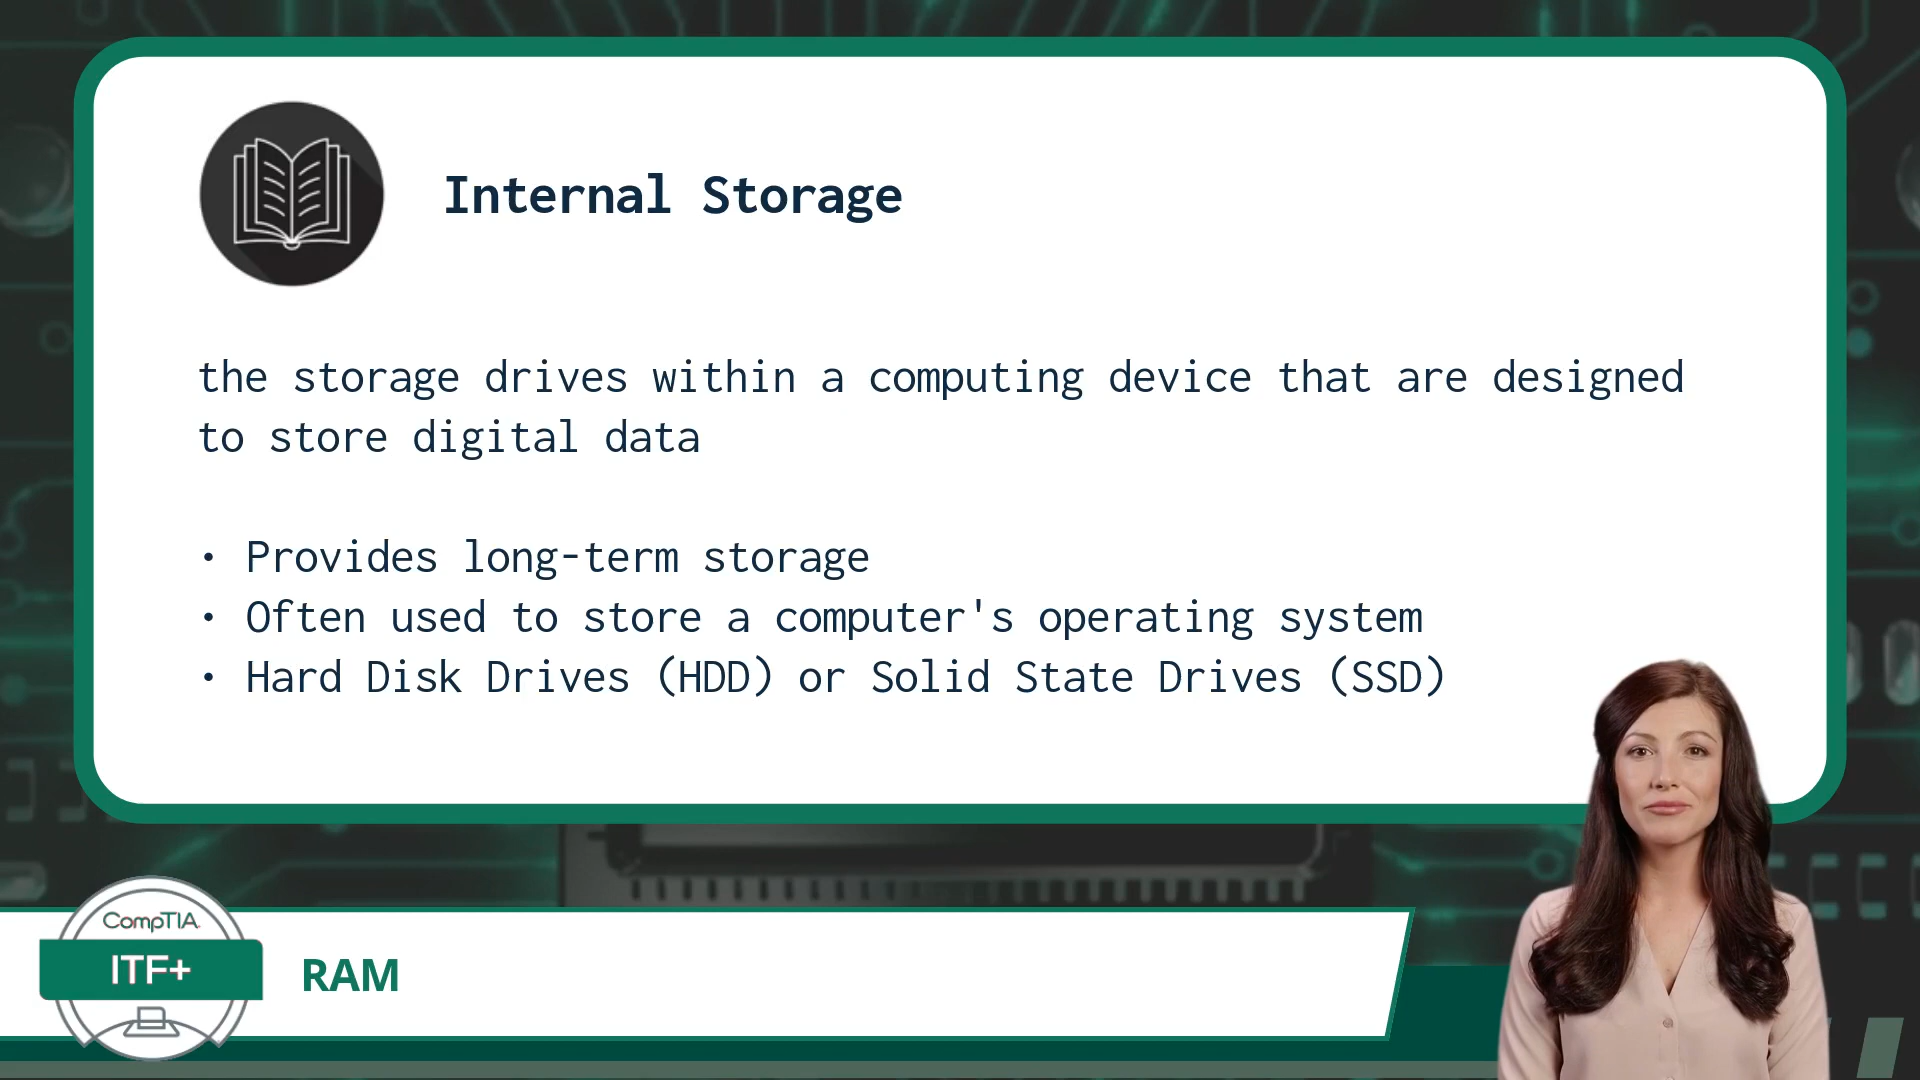 Internal Storage
the storage drives within a computing device that are designed
to store digital data
• Provides long-term storage
• Often used to store a computer's operating system
• Hard Disk Drives (HDD) or Solid State Drives (SSD)
CompTIA.
ITF+
RAM